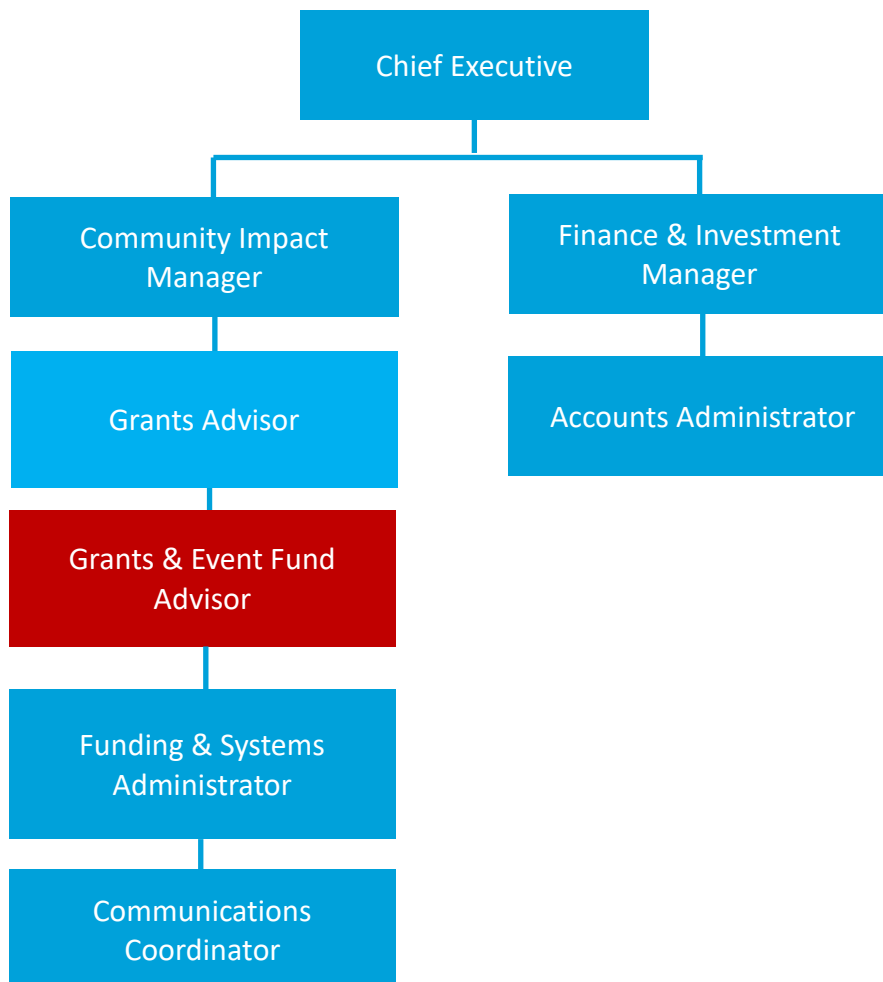 Chief Executive
Community Impact
Manager
Finance & Investment
Manager
Grants Advisor
Accounts Administrator
Grants & Event Fund
Advisor
Funding & Systems
Administrator
Communications
Coordinator